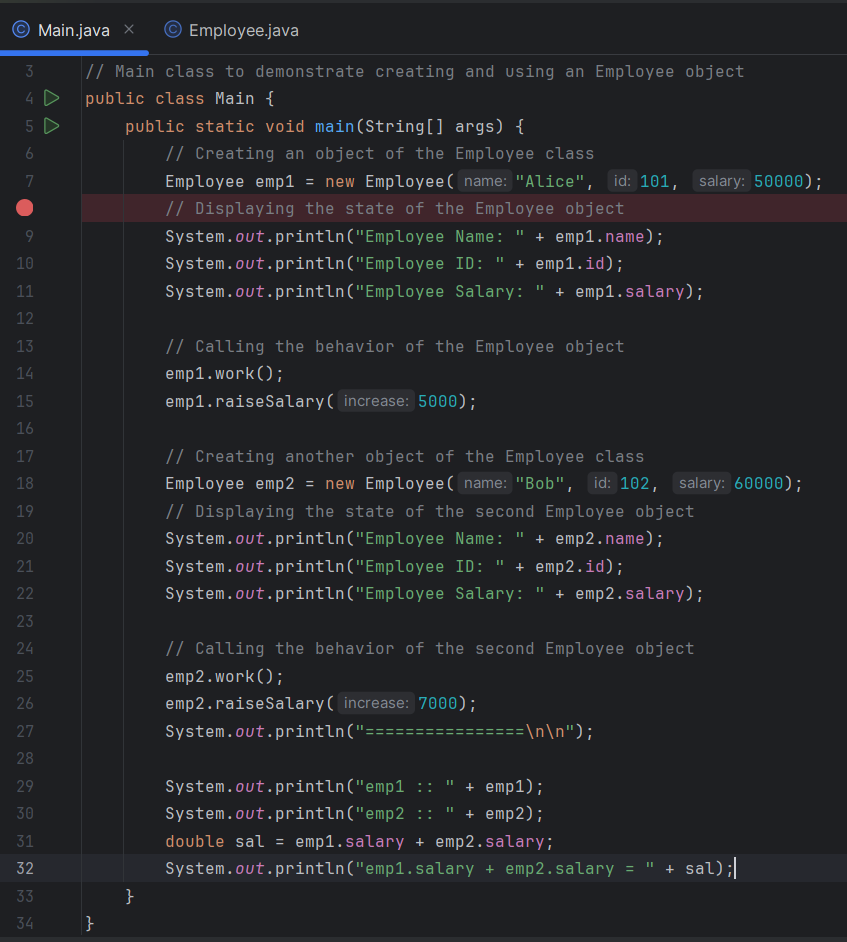 Main.java
Employee.java
3 // Main class to demonstrate creating and using an Employee object
4 public class Main {
5 public static void main(String[] args) {
6 // Creating an object of the Employee class
7 Employee emp1 = new Employee( name: "Alice", id: 101, salary: 50000);
// Displaying the state of the Employee object
9 System.out.println("Employee Name: " + emp1.name);
10 System.out.println("Employee ID: " + emp1.id);
11 System.out.println("Employee Salary: " + emp1.salary);
12
13 // Calling the behavior of the Employee object
14 emp1.work();
15 emp1.raiseSalary( increase: 5000);
16
17 // Creating another object of the Employee class
18 Employee emp2 = new Employee( name: "Bob", id: 102, salary: 60000);
19 // Displaying the state of the second Employee object
20 System.out.println("Employee Name: " + emp2.name);
21 System.out.println("Employee ID: " + emp2.id);
22 System.out.println("Employee Salary: " + emp2.salary);
23
24 // Calling the behavior of the second Employee object
25 emp2.work();
26 emp2.raiseSalary( increase: 7000);
27 System.out.println("================\n\n");
28
29 System.out.println("emp1 :: " + emp1);
30 System.out.println("emp2 :: " + emp2);
31 double sal = emp1.salary + emp2.salary;
32 System.out.println("emp1.salary + emp2.salary = " + sal);
33 }
34 }